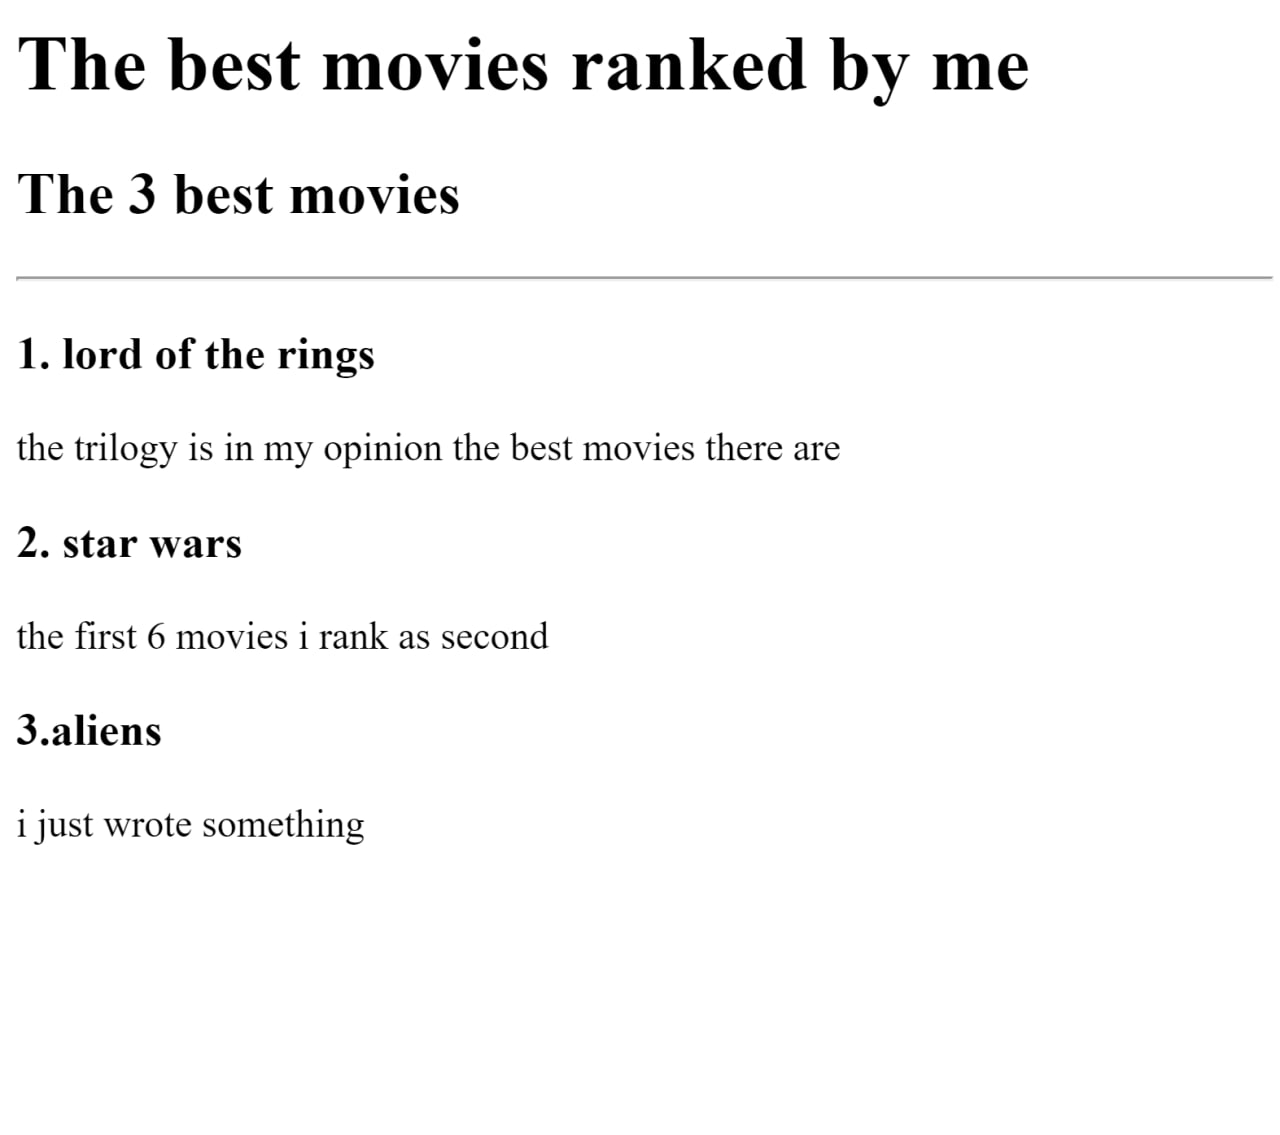 The best movies ranked by me
The 3 best movies
1. lord of the rings
the trilogy is in my opinion the best movies there are
2. star wars
the first 6 movies i rank as second
3.aliens
i just wrote something